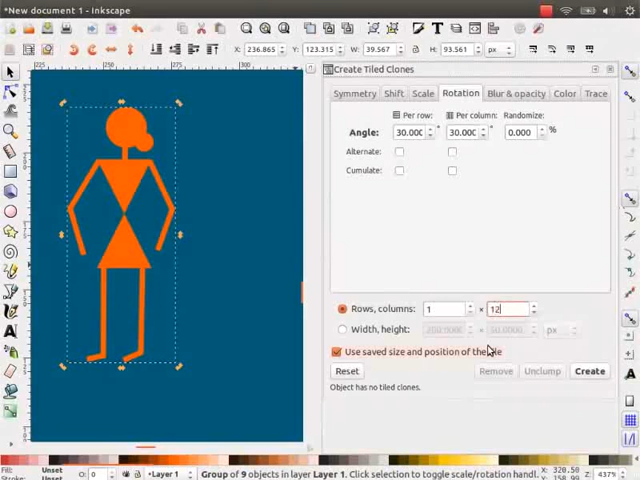 *New document 1 - Inkscape
X: 236.865 Y: 123.315 W: 39.567 H: 93.561 px
Create Tiled Clones
Symmetry Shift Scale Rotation Blur & opacity Color Trace
Per row: Per column: Randomize:
Angle: 30.000 ° 30.000 ° 0.000 %
Alternate:
Cumulate:
Rows, columns: 1 × 12
Width, height: × px
Use saved size and position of the tile
Reset Remove Unclump Create
Object has no tiled clones.
Fill: Unset
Stroke: Unset
O: 0
Layer 1
Group of 9 objects in layer Layer 1. Click selection to toggle scale/rotation handl
X: 320.50
437%